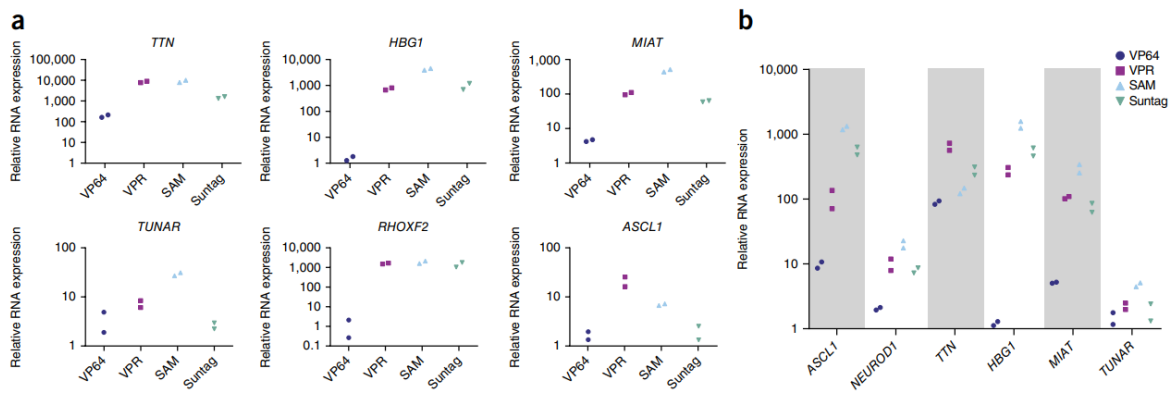 a
TTN
Relative RNA expression
100,000
10,000
1,000
100
10
1
VP64
VPR
SAM
Suntag
HBG1
Relative RNA expression
10,000
1,000
100
10
1
VP64
VPR
SAM
Suntag
MIAT
Relative RNA expression
1,000
100
10
1
VP64
VPR
SAM
Suntag
TUNAR
Relative RNA expression
100
10
1
VP64
VPR
SAM
Suntag
RHOXF2
Relative RNA expression
10,000
1,000
100
10
1
0.1
VP64
VPR
SAM
Suntag
ASCL1
Relative RNA expression
100
10
1
VP64
VPR
SAM
Suntag
b
VP64
VPR
SAM
Suntag
Relative RNA expression
10,000
1,000
100
10
1
ASCL1
NEUROD1
TTN
HBG1
MIAT
TUNAR